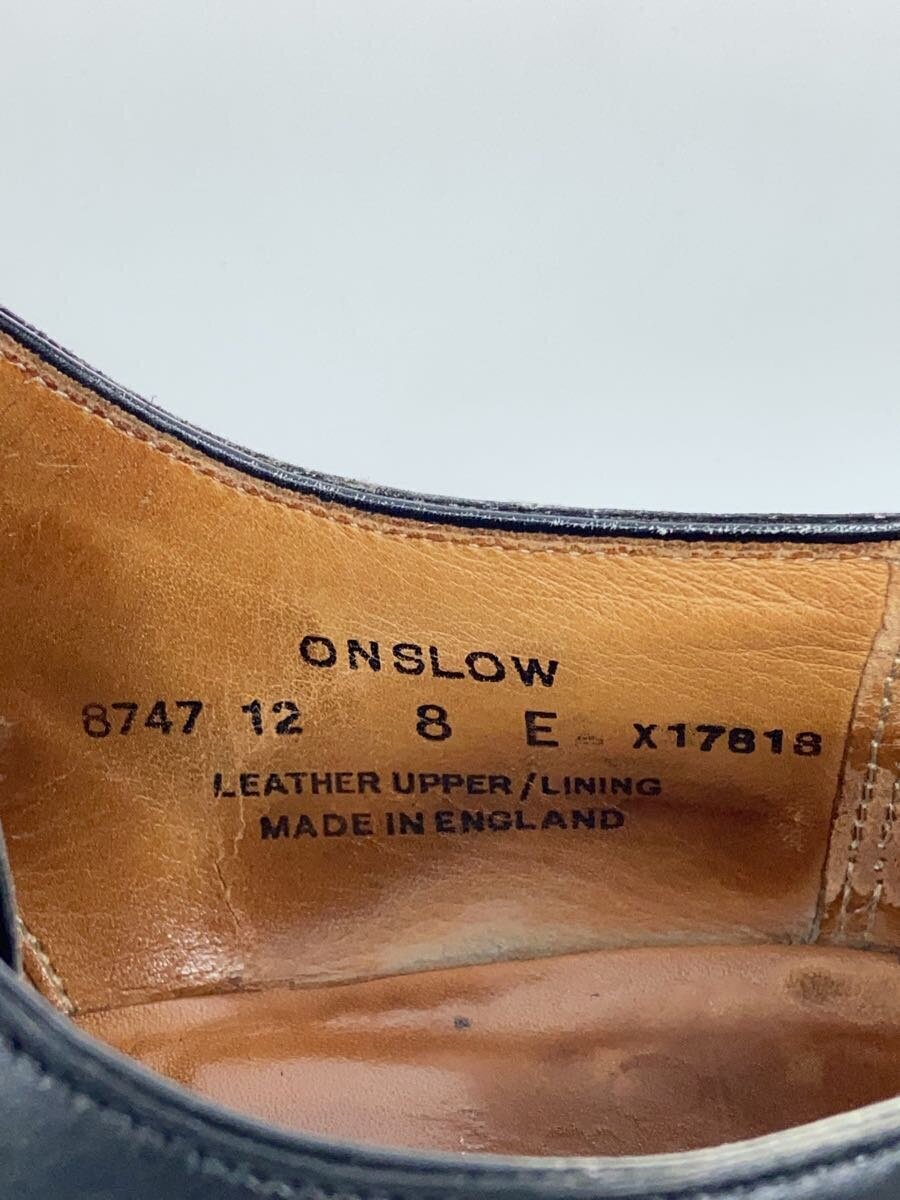 ONSLOW
8747 12 8 E X17818
LEATHER UPPER/LINING
MADE IN ENGLAND